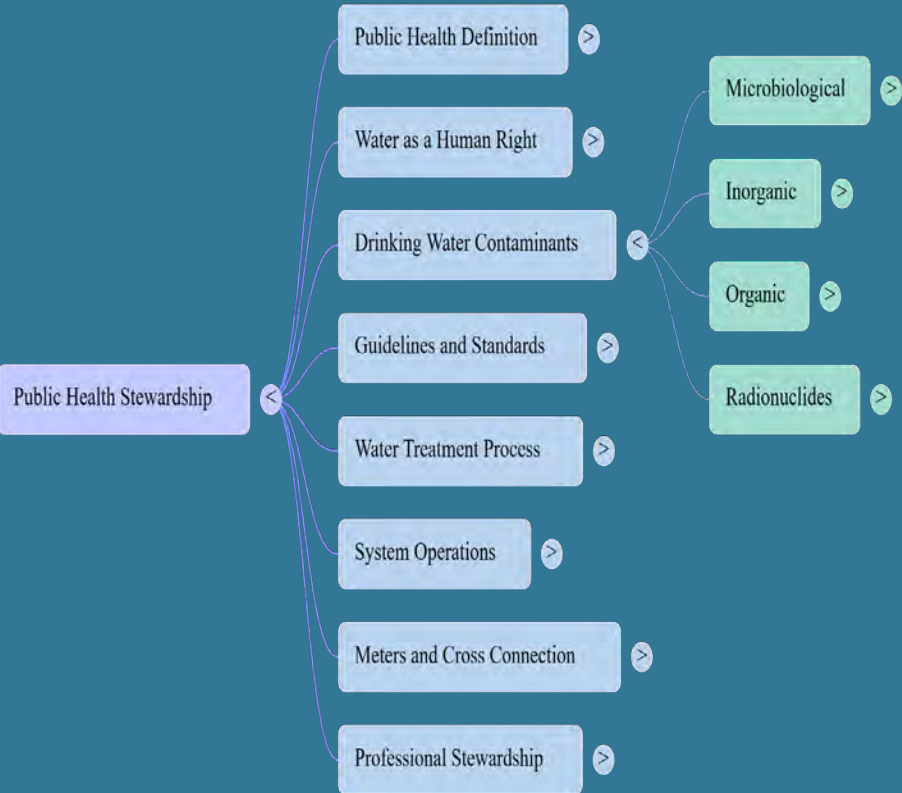 Public Health Stewardship
<
Public Health Definition
>
Water as a Human Right
>
Drinking Water Contaminants
<
Microbiological
>
Inorganic
>
Organic
>
Radionuclides
>
Guidelines and Standards
>
Water Treatment Process
>
System Operations
>
Meters and Cross Connection
>
Professional Stewardship
>